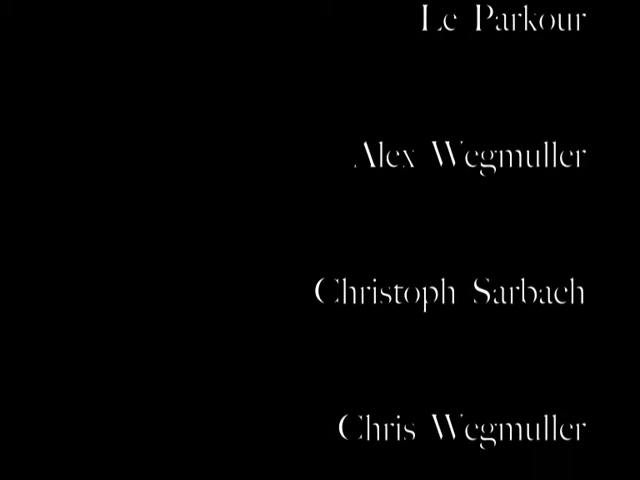 Le Parkour
Alex Wegmuller
Christoph Sarbach
Chris Wegmuller